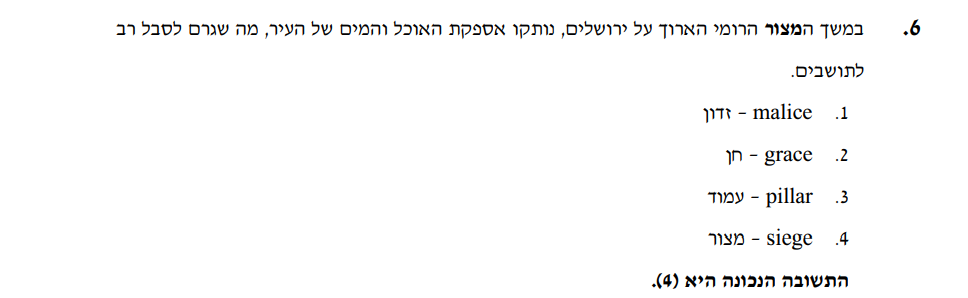 6. במשך המצור הרומי הארוך על ירושלים, נותקו אספקת האוכל והמים של העיר, מה שגרם לסבל רב
לתושבים.
1. malice – זדון
2. grace – חן
3. pillar – עמוד
4. siege – מצור
התשובה הנכונה היא (4).